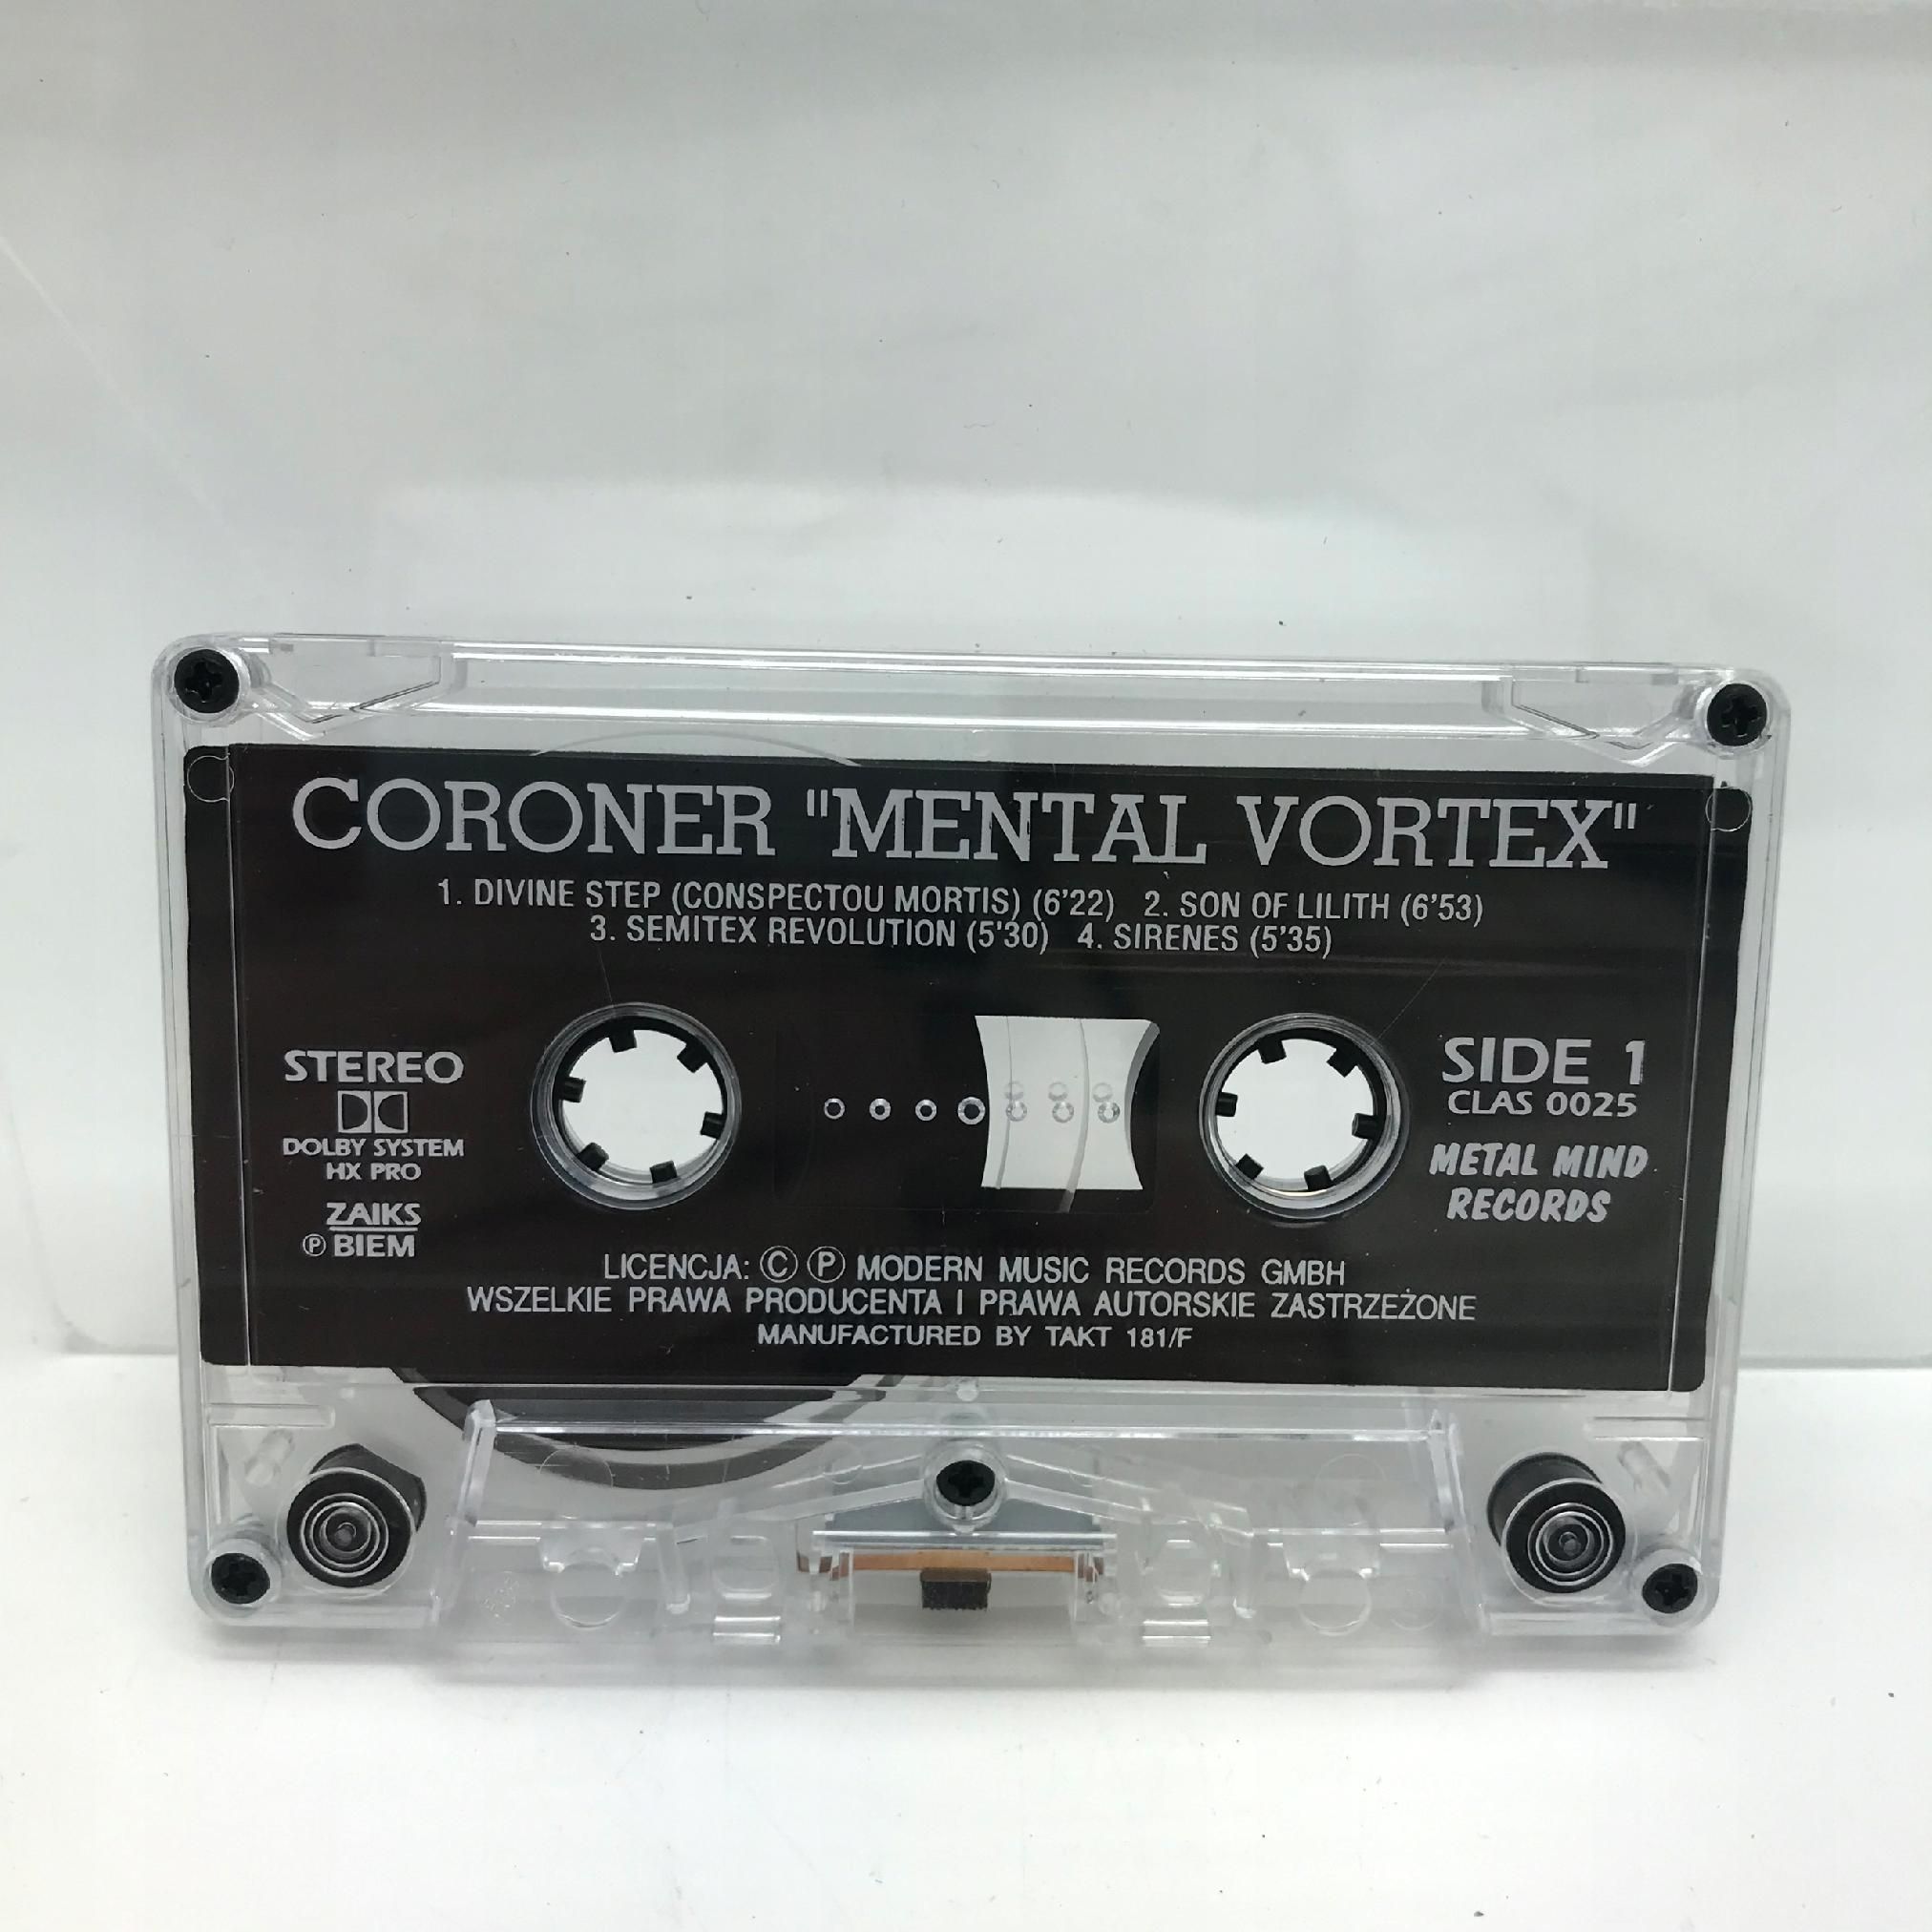 CORONER "MENTAL VORTEX"
1. DIVINE STEP (CONSPECTOU MORTIS) (6'22) 2. SON OF LILITH (6'53)
3. SEMITEX REVOLUTION (5'30) 4. SIRENES (5'35)
STEREO
DOLBY SYSTEM
HX PRO
ZAIKS
Ⓟ BIEM
SIDE 1
CLAS 0025
METAL MIND
RECORDS
LICENCJA: Ⓒ Ⓟ MODERN MUSIC RECORDS GMBH
WSZELKIE PRAWA PRODUCENTA I PRAWA AUTORSKIE ZASTRZEŻONE
MANUFACTURED BY TAKT 181/F